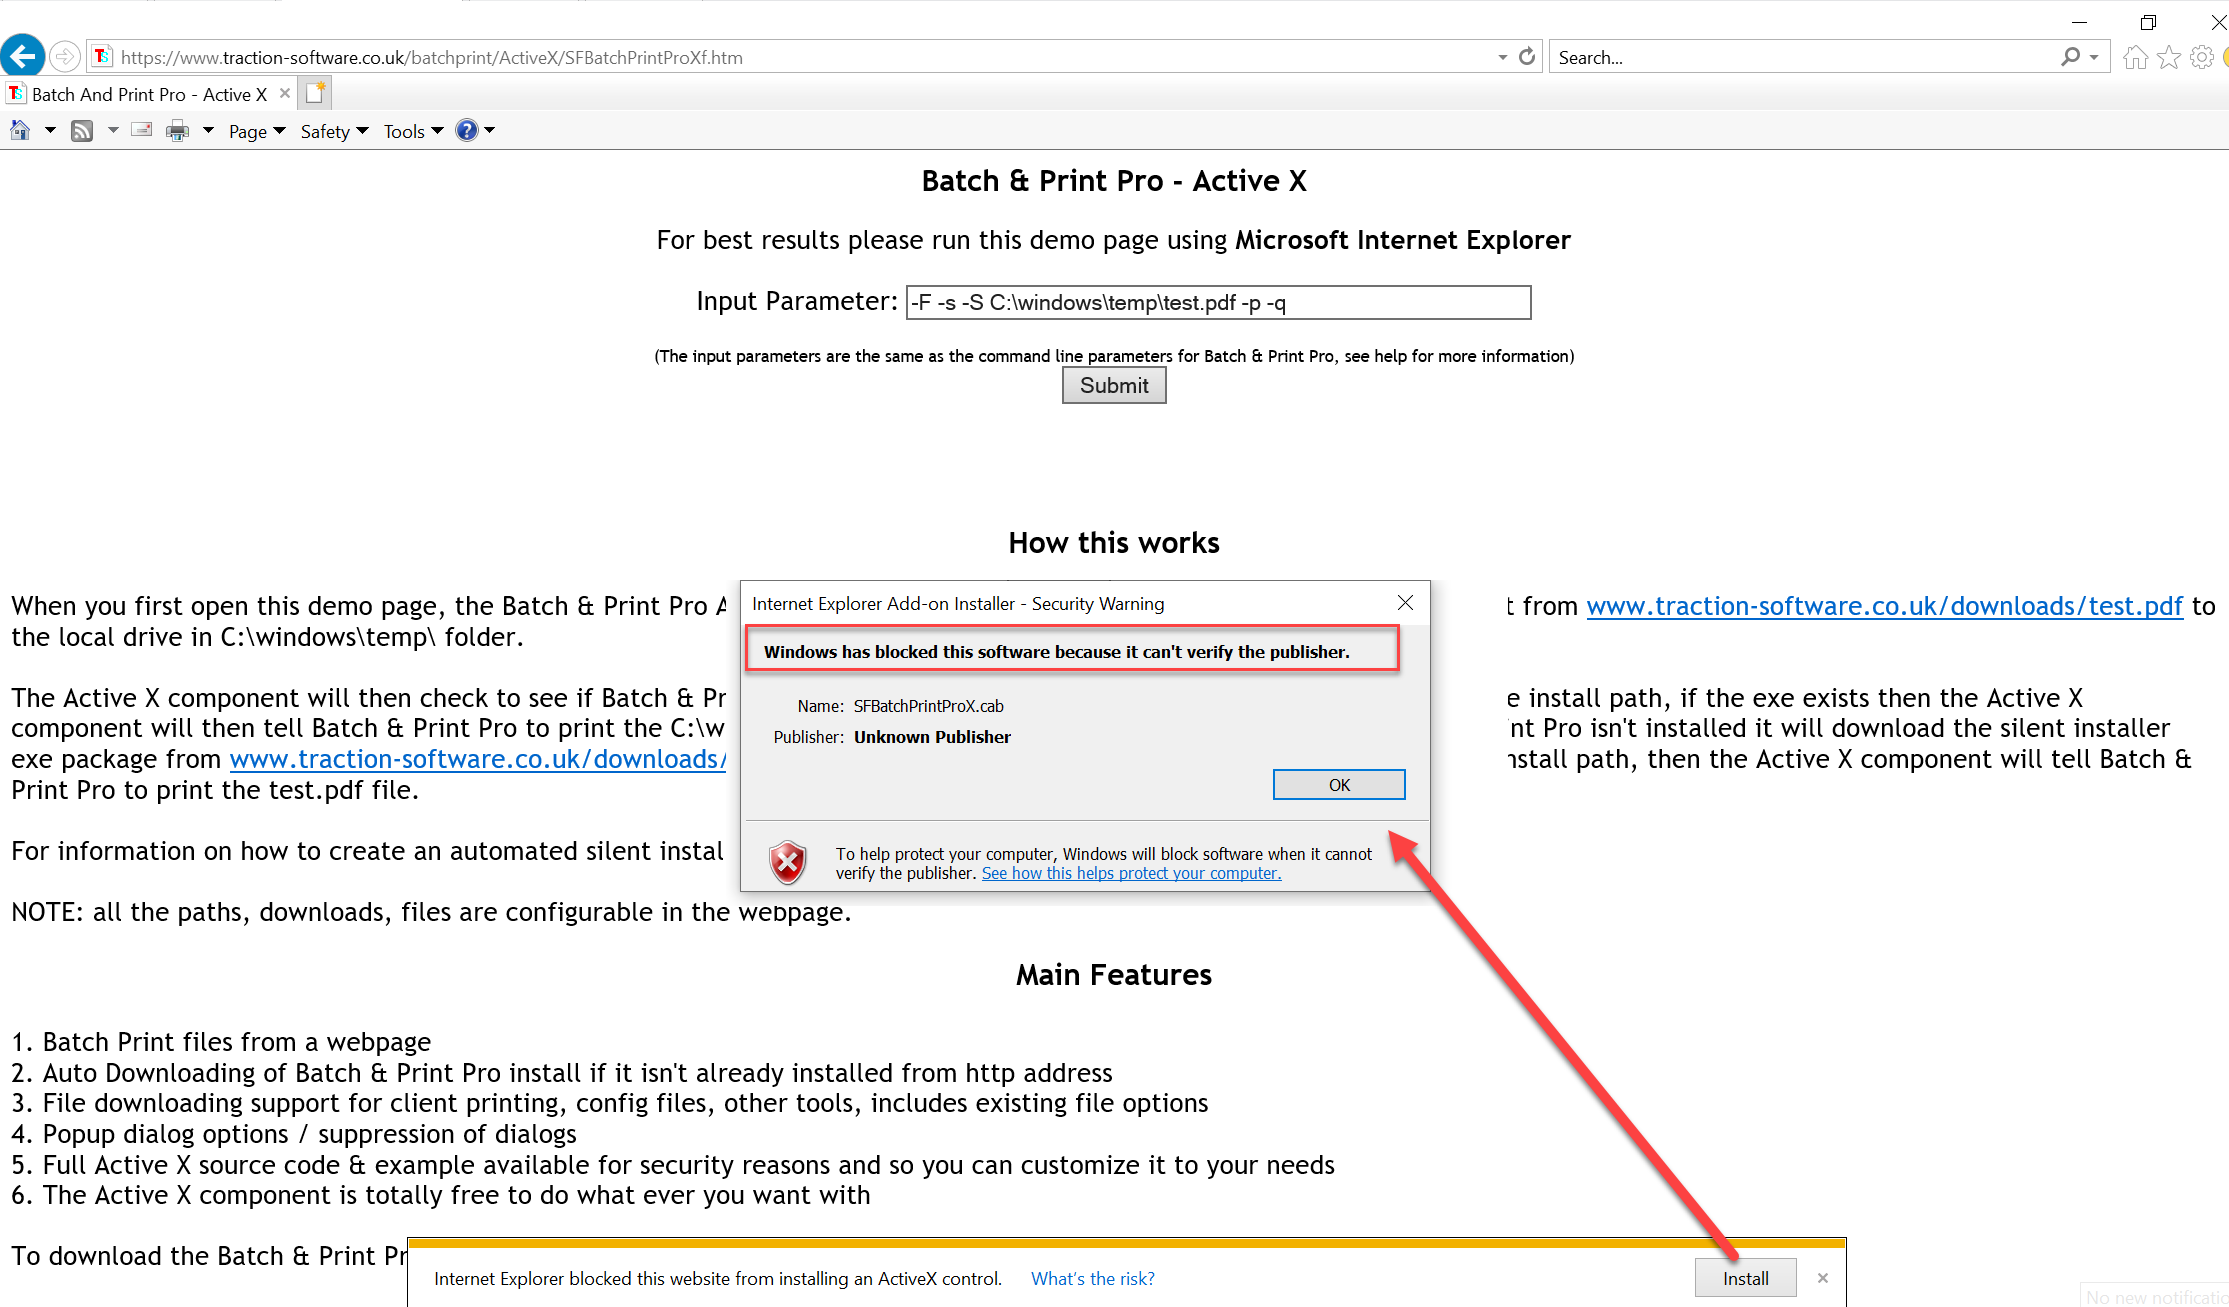 https://www.traction-software.co.uk/batchprint/ActiveX/SFBatchPrintProXf.htm
Search...
Batch And Print Pro - Active X
Page Safety Tools
Batch & Print Pro - Active X
For best results please run this demo page using Microsoft Internet Explorer
Input Parameter: -F -s -S C:\windows\temp\test.pdf -p -q
(The input parameters are the same as the command line parameters for Batch & Print Pro, see help for more information)
Submit
How this works
When you first open this demo page, the Batch & Print Pro
t from www.traction-software.co.uk/downloads/test.pdf to
the local drive in C:\windows\temp\ folder.
The Active X component will then check to see if Batch & Pr
e install path, if the exe exists then the Active X
component will then tell Batch & Print Pro to print the C:\w
nt Pro isn't installed it will download the silent installer
exe package from www.traction-software.co.uk/downloads/
nstall path, then the Active X component will tell Batch &
Print Pro to print the test.pdf file.
For information on how to create an automated silent instal
NOTE: all the paths, downloads, files are configurable in the webpage.
Internet Explorer Add-on Installer - Security Warning
Windows has blocked this software because it can't verify the publisher.
Name: SFBatchPrintProX.cab
Publisher: Unknown Publisher
OK
To help protect your computer, Windows will block software when it cannot
verify the publisher. See how this helps protect your computer.
Main Features
1. Batch Print files from a webpage
2. Auto Downloading of Batch & Print Pro install if it isn't already installed from http address
3. File downloading support for client printing, config files, other tools, includes existing file options
4. Popup dialog options / suppression of dialogs
5. Full Active X source code & example available for security reasons and so you can customize it to your needs
6. The Active X component is totally free to do what ever you want with
To download the Batch & Print Pr
Internet Explorer blocked this website from installing an ActiveX control. What's the risk?
Install
No new notificatio